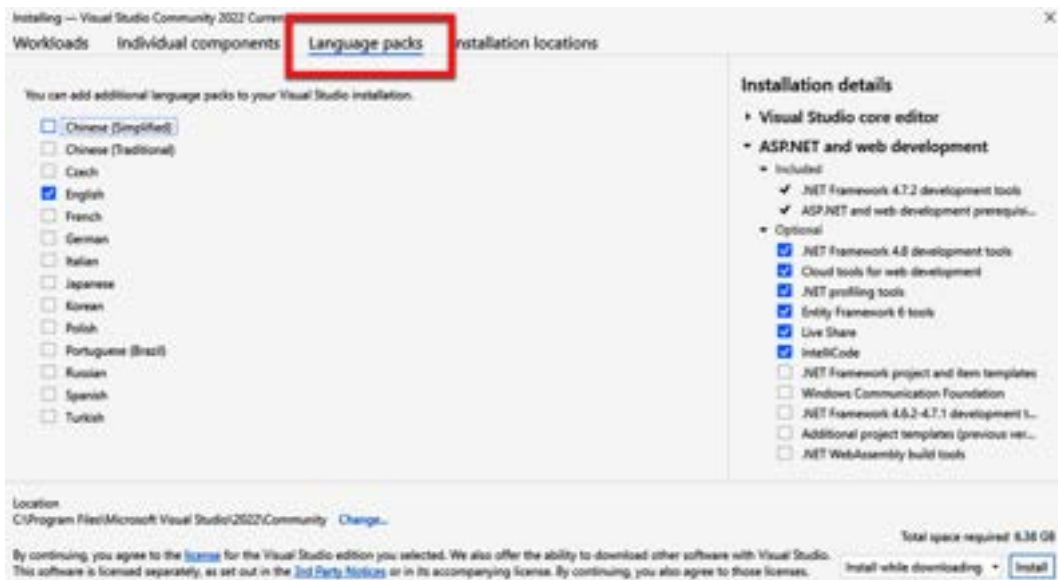 Installing — Visual Studio Community 2022 Curren
Workloads Individual components Language packs nstallation locations
You can add additional language packs to your Visual Studio installation.
Chinese (Simplified)
Chinese (Traditional)
Czech
English
French
German
Italian
Japanese
Korean
Polish
Portuguese (Brazil)
Russian
Spanish
Turkish
Installation details
Visual Studio core editor
ASP.NET and web development
Included
.NET Framework 4.7.2 development tools
ASP.NET and web development prerequisi...
Optional
.NET Framework 4.8 development tools
Cloud tools for web development
.NET profiling tools
Entity Framework 6 tools
Live Share
IntelliCode
.NET Framework project and item templates
Windows Communication Foundation
.NET Framework 4.6.2-4.7.1 development t...
Additional project templates (previous ver...
.NET WebAssembly build tools
Location
C:\Program Files\Microsoft Visual Studio\2022\Community Change...
Total space required 6.38 GB
By continuing, you agree to the license for the Visual Studio edition you selected. We also offer the ability to download other software with Visual Studio.
This software is licensed separately, as set out in the 3rd Party Notices or in its accompanying license. By continuing, you also agree to those licenses.
Install while downloading Install